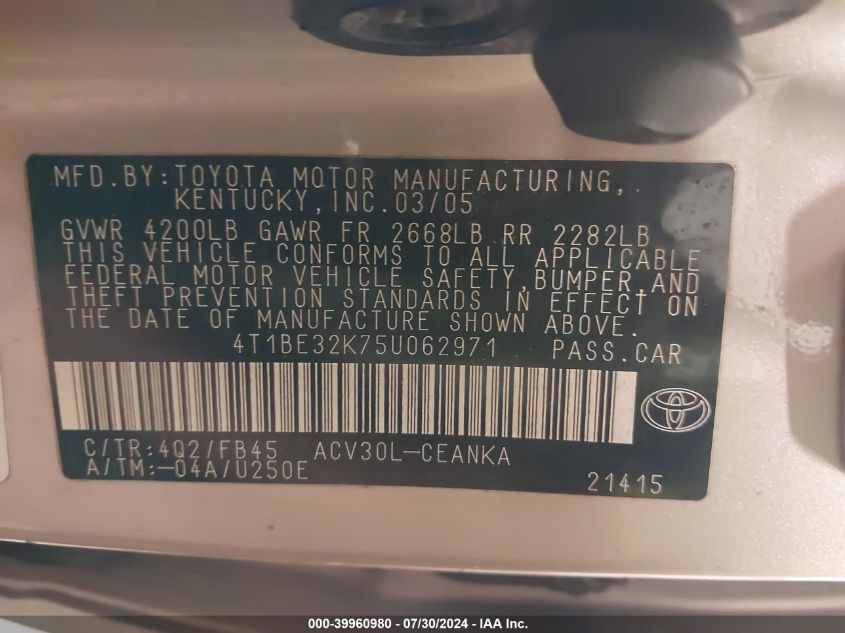 MFD.BY:TOYOTA MOTOR MANUFACTURING,
KENTUCKY,INC.03/05
GVWR 4200LB GAWR FR 2668LB RR 2282LB
THIS VEHICLE CONFORMS TO ALL APPLICABLE
FEDERAL MOTOR VEHICLE SAFETY,BUMPER,AND
THEFT PREVENTION STANDARDS IN EFFECT ON
THE DATE OF MANUFACTURE SHOWN ABOVE.
4T1BE32K75U062971 PASS.CAR
C/TR:4Q2/FB45 ACV30L-CEANKA
A/TM:-04A/U250E
21415
000-39960980 - 07/30/2024 - IAA Inc.